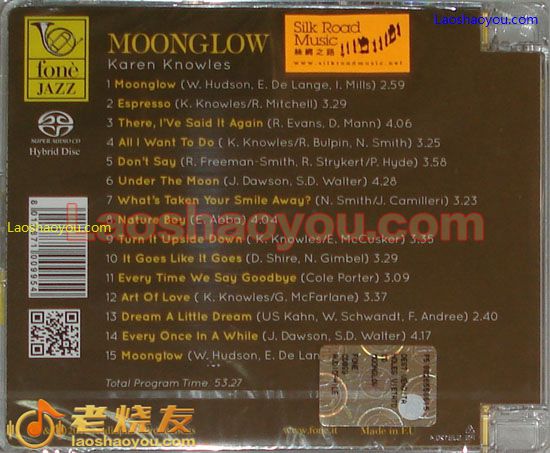 Laoshaoyou.com
fonè
JAZZ
MOONGLOW
Karen Knowles
Silk Road
Music
絲網之路
www.silkroadmusic.net
SUPER AUDIO CD
Hybrid Disc
1 Moonglow (W. Hudson, E. De Lange, I. Mills) 2.59
2 Espresso (K. Knowles/R. Mitchell) 3.29
3 There, I've Said It Again (R. Evans, D. Mann) 4.06
4 All I Want To Do ( K. Knowles/R. Bulpin, N. Smith) 3.25
5 Don't Say (R. Freeman-Smith, R. Strykert/P. Hyde) 3.58
6 Under The Moon (J. Dawson, S.D. Walter) 4.28
7 What's Taken Your Smile Away? (N. Smith/J. Camilleri) 3.23
8 Nature Boy (E. Abba) 4.04
9 Turn It Upside Down ( K. Knowles/E. McCusker) 3.35
10 It Goes Like It Goes (D. Shire, N. Gimbel) 3.29
11 Every Time We Say Goodbye (Cole Porter) 3.09
12 Art Of Love ( K. Knowles/G. McFarlane) 3.37
13 Dream A Little Dream (US Kahn, W. Schwandt, F. Andree) 2.40
14 Every Once In A While (J. Dawson, S.D. Walter) 4.17
15 Moonglow (W. Hudson, E. De Lan
Laoshaoyou.com
Laoshaoyou.com
Total Program Time 53.27
老烧友
laoshaoyou.com
www.fone.it
Made in EU